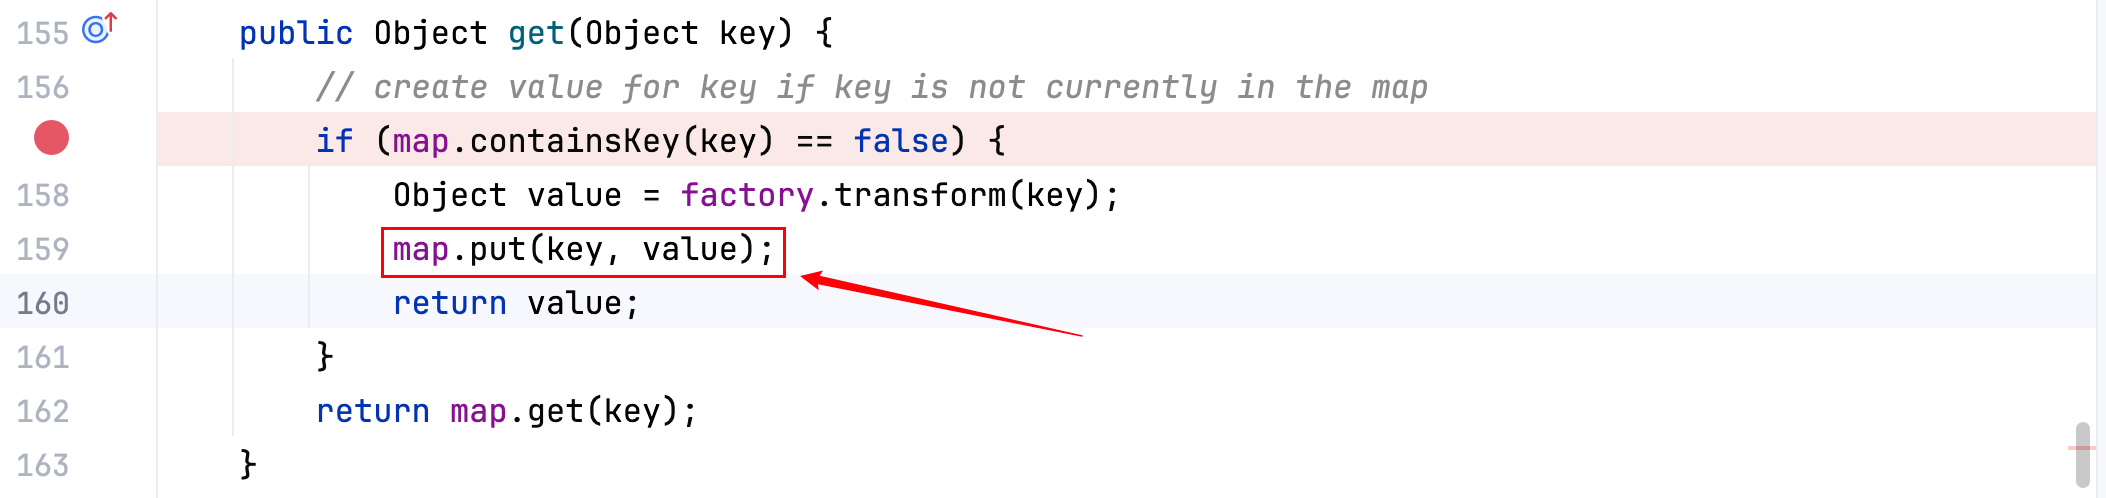 155 public Object get(Object key) {
156 // create value for key if key is not currently in the map
if (map.containsKey(key) == false) {
158 Object value = factory.transform(key);
159 map.put(key, value);
160 return value;
161 }
162 return map.get(key);
163 }